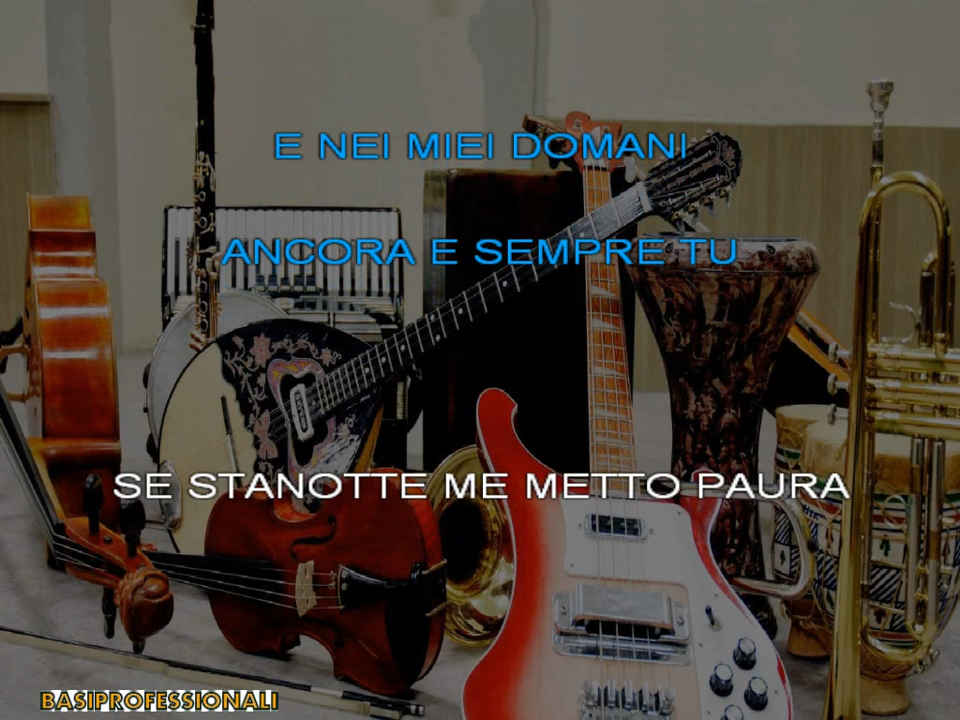 E NEI MIEI DOMANI
ANCORA E SEMPRE TU
SE STANOTTE ME METTO PAURA
BASIPROFESSIONALI